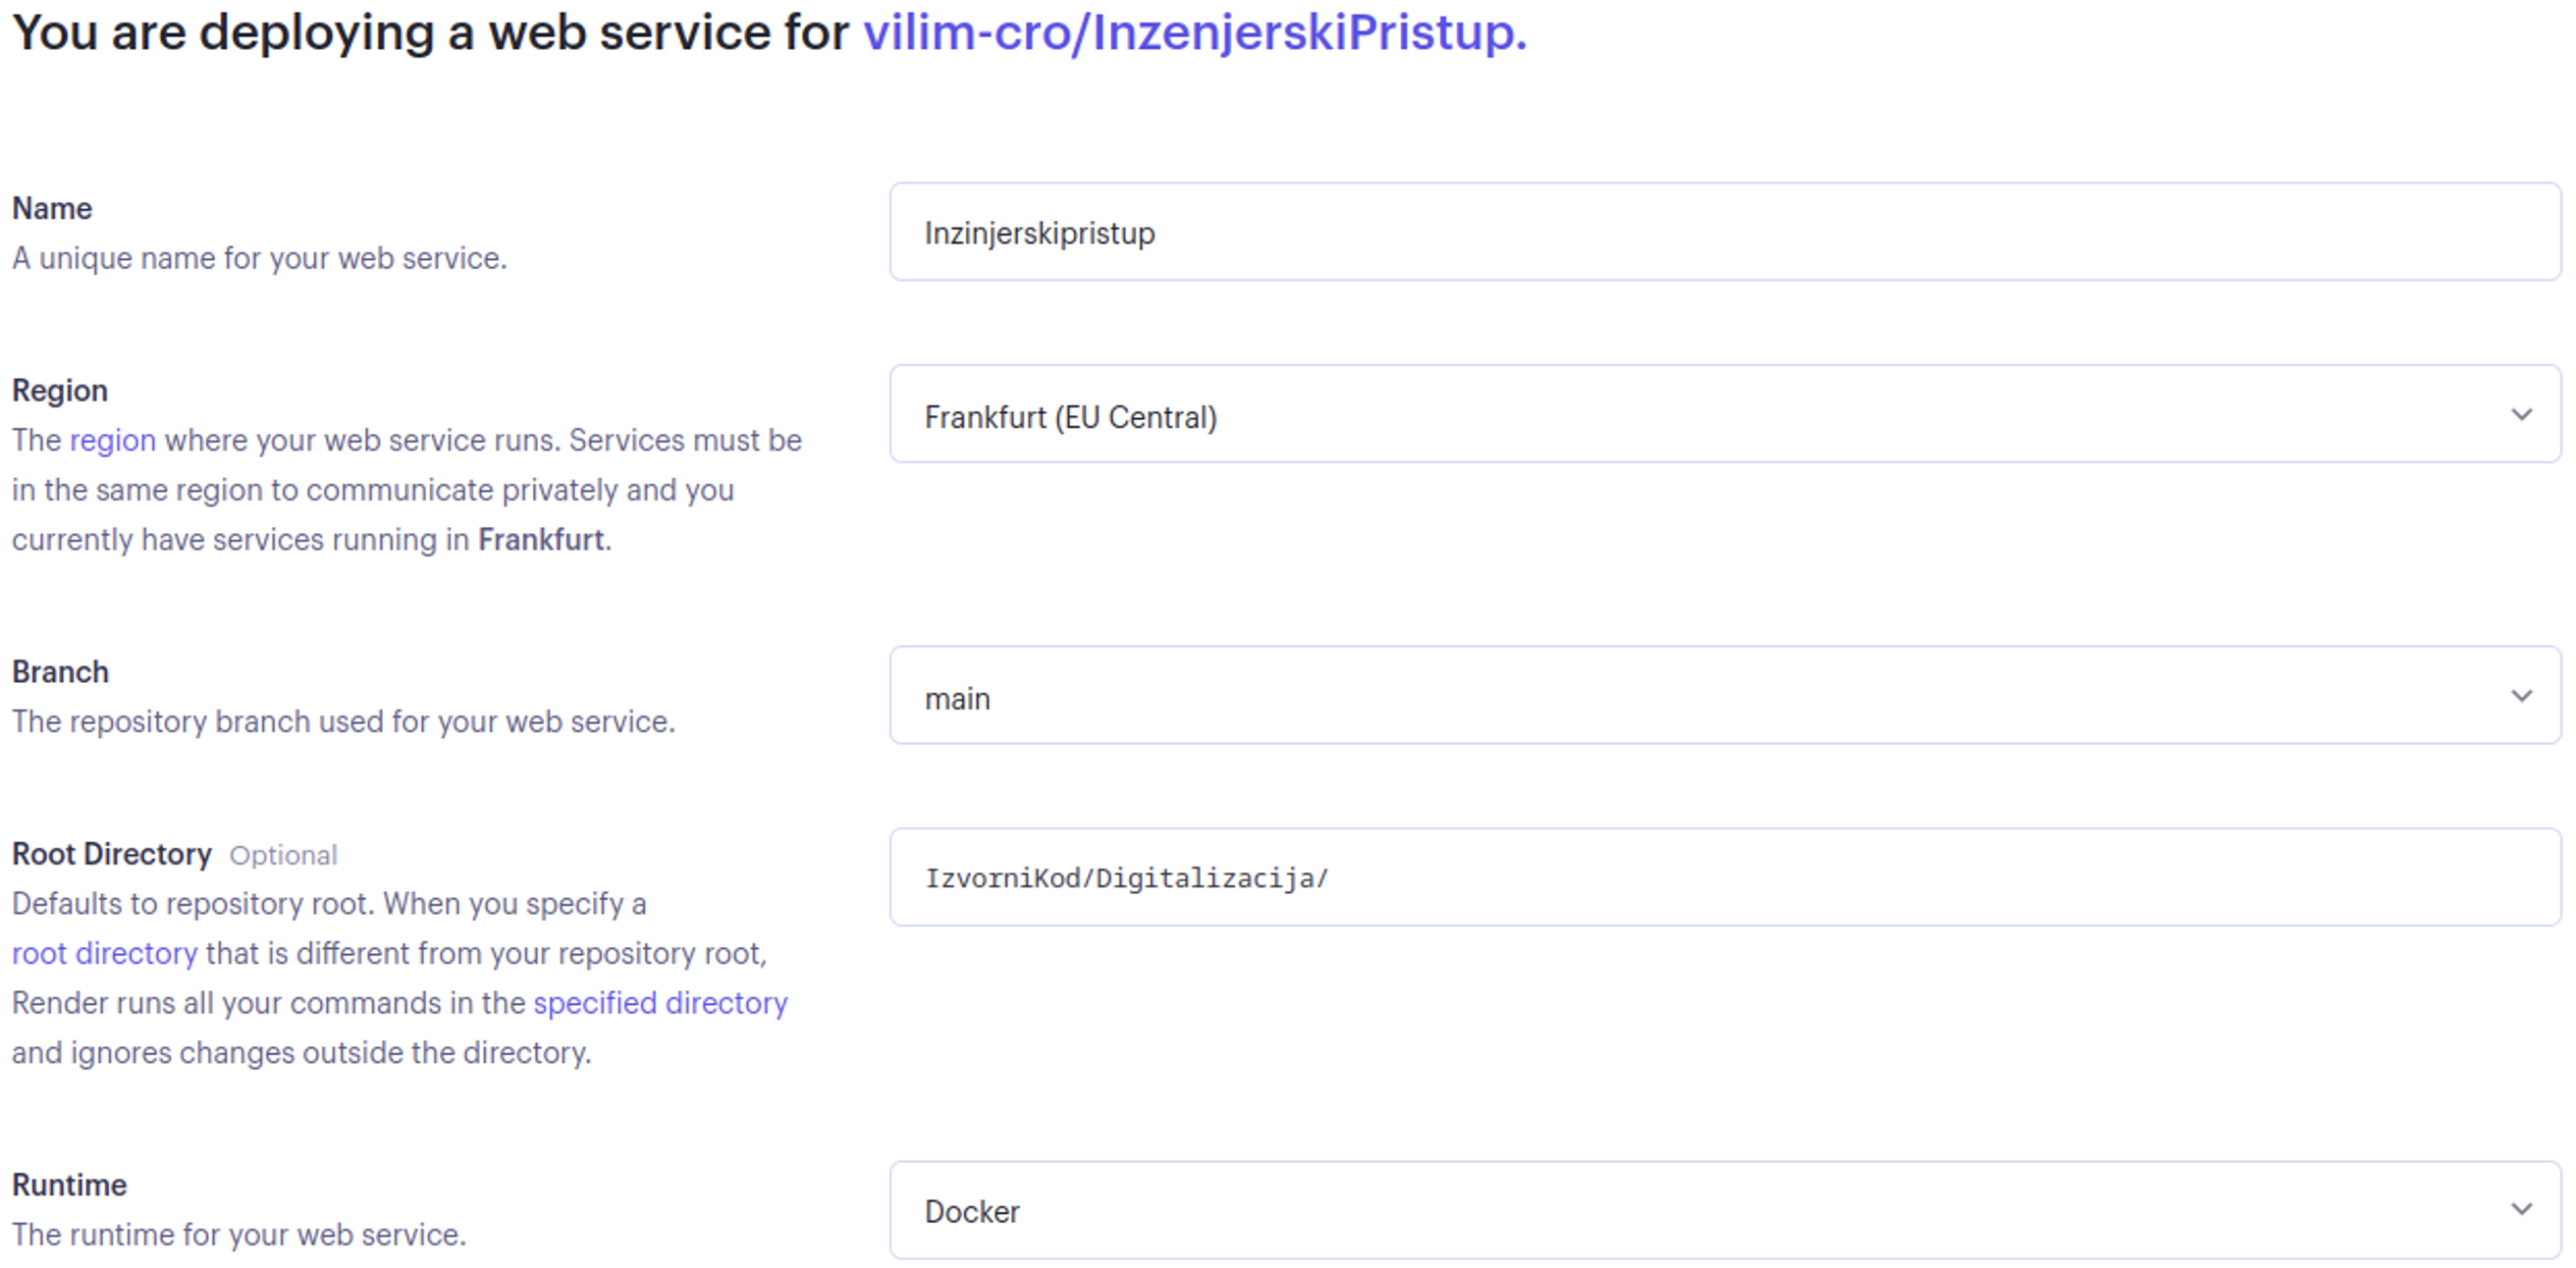 You are deploying a web service for vilim-cro/InzenjerskiPristup.
Name
A unique name for your web service.
Inzinjerskipristup
Region
The region where your web service runs. Services must be
in the same region to communicate privately and you
currently have services running in Frankfurt.
Frankfurt (EU Central)
Branch
The repository branch used for your web service.
main
Root Directory Optional
Defaults to repository root. When you specify a
root directory that is different from your repository root,
Render runs all your commands in the specified directory
and ignores changes outside the directory.
IzvorniKod/Digitalizacija/
Runtime
The runtime for your web service.
Docker